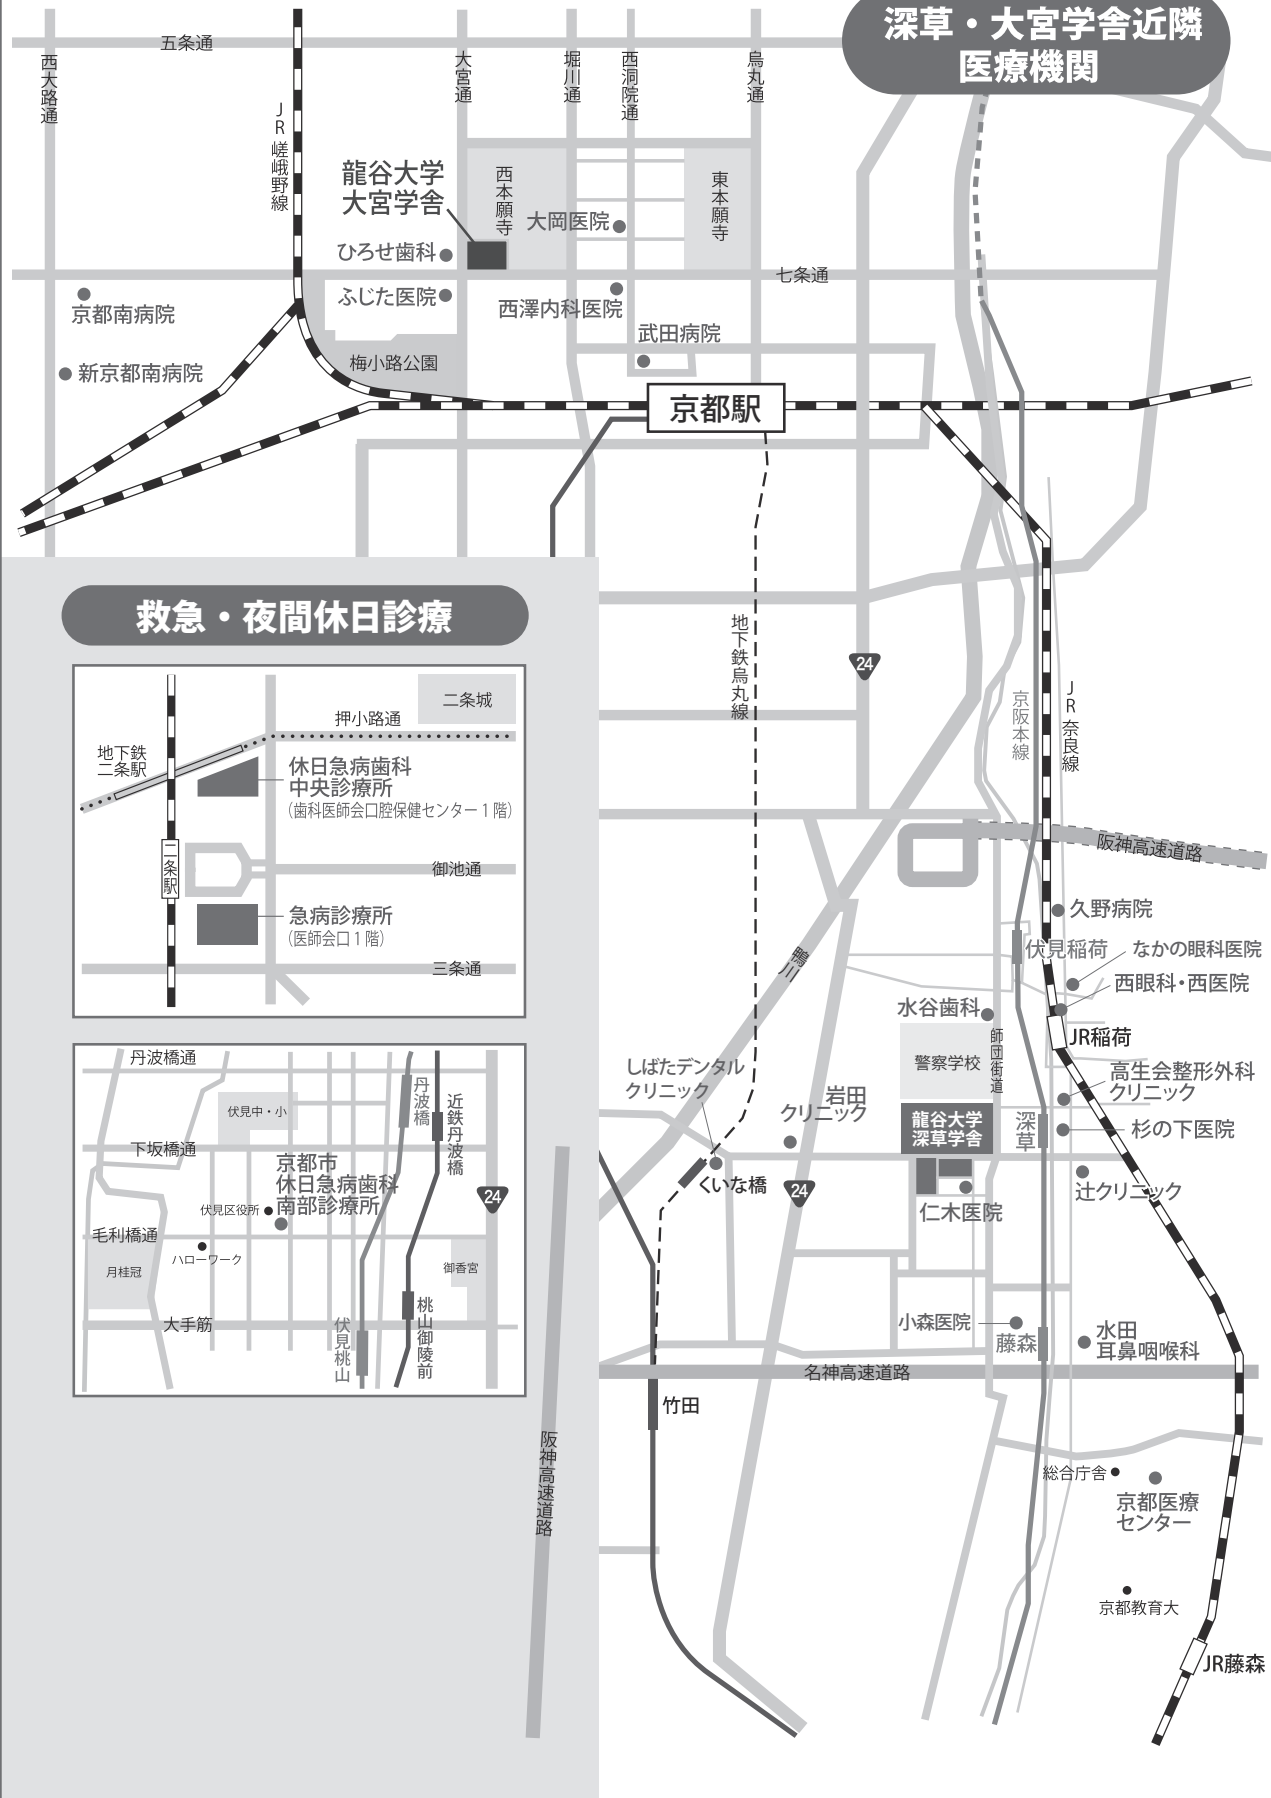 深草・大宮学舎近隣
医療機関
五条通
西大路通
JR嵯峨野線
大宮通
堀川通
西洞院通
烏丸通
龍谷大学
大宮学舎
西本願寺
東本願寺
大岡医院
ひろせ歯科
七条通
ふじた医院
西澤内科医院
京都南病院
武田病院
新京都南病院
梅小路公園
京都駅
救急・夜間休日診療
二条城
押小路通
地下鉄
二条駅
休日急病歯科
中央診療所
(歯科医師会口腔保健センター1階)
二条駅
御池通
急病診療所
(医師会口1階)
三条通
丹波橋通
伏見中・小
丹波橋
近鉄丹波橋
下坂橋通
京都市
休日急病歯科
南部診療所
伏見区役所
24
毛利橋通
ハローワーク
月桂冠
御香宮
大手筋
伏見桃山
桃山御陵前
地下鉄烏丸線
24
京阪本線
JR奈良線
阪神高速道路
久野病院
伏見稲荷
なかの眼科医院
西眼科・西医院
鴨川
水谷歯科
師団街道
JR稲荷
警察学校
しばたデンタル
クリニック
岩田
クリニック
高生会整形外科
クリニック
龍谷大学
深草学舎
深草
杉の下医院
くいな橋
24
辻クリニック
仁木医院
小森医院
藤森
水田
耳鼻咽喉科
名神高速道路
竹田
阪神高速道路
総合庁舎
京都医療
センター
京都教育大
JR藤森